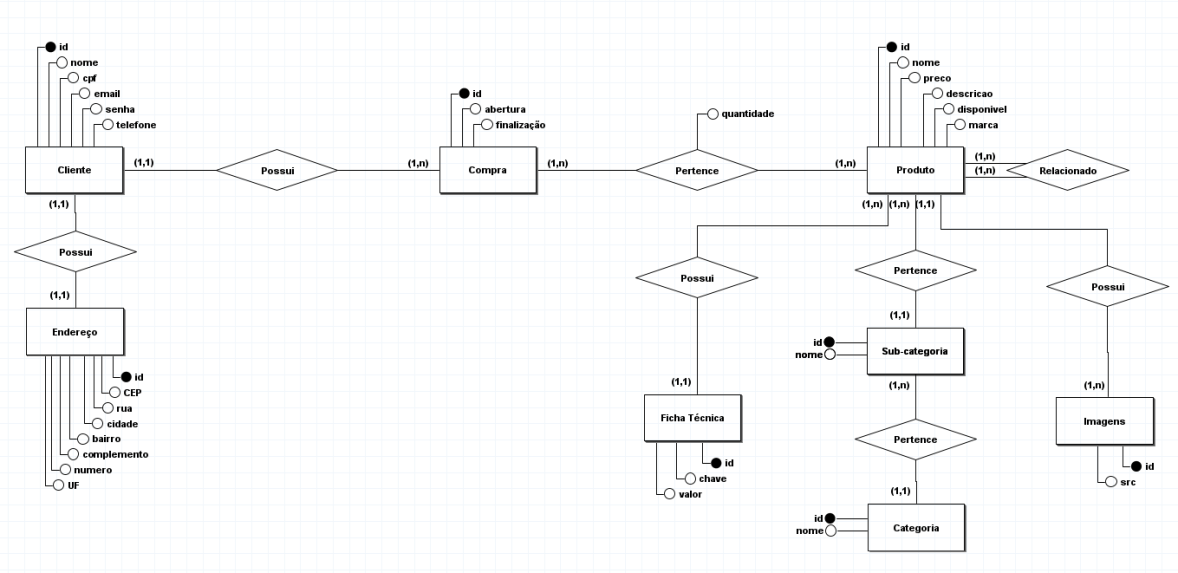 id
nome
cpf
email
senha
telefone
Cliente
(1,1)
Possui
(1,n)
id
abertura
finalização
Compra
(1,n)
quantidade
Pertence
(1,n)
id
nome
preco
descricao
disponivel
marca
Produto
(1,n)
(1,n)
Relacionado
(1,1)
Possui
(1,1)
Endereço
id
CEP
rua
cidade
bairro
complemento
numero
UF
(1,n)
(1,n)
(1,1)
Possui
(1,1)
Ficha Técnica
id
chave
valor
Pertence
(1,1)
id
nome
Sub-categoria
(1,n)
Pertence
(1,1)
id
nome
Categoria
Possui
(1,n)
Imagens
id
src